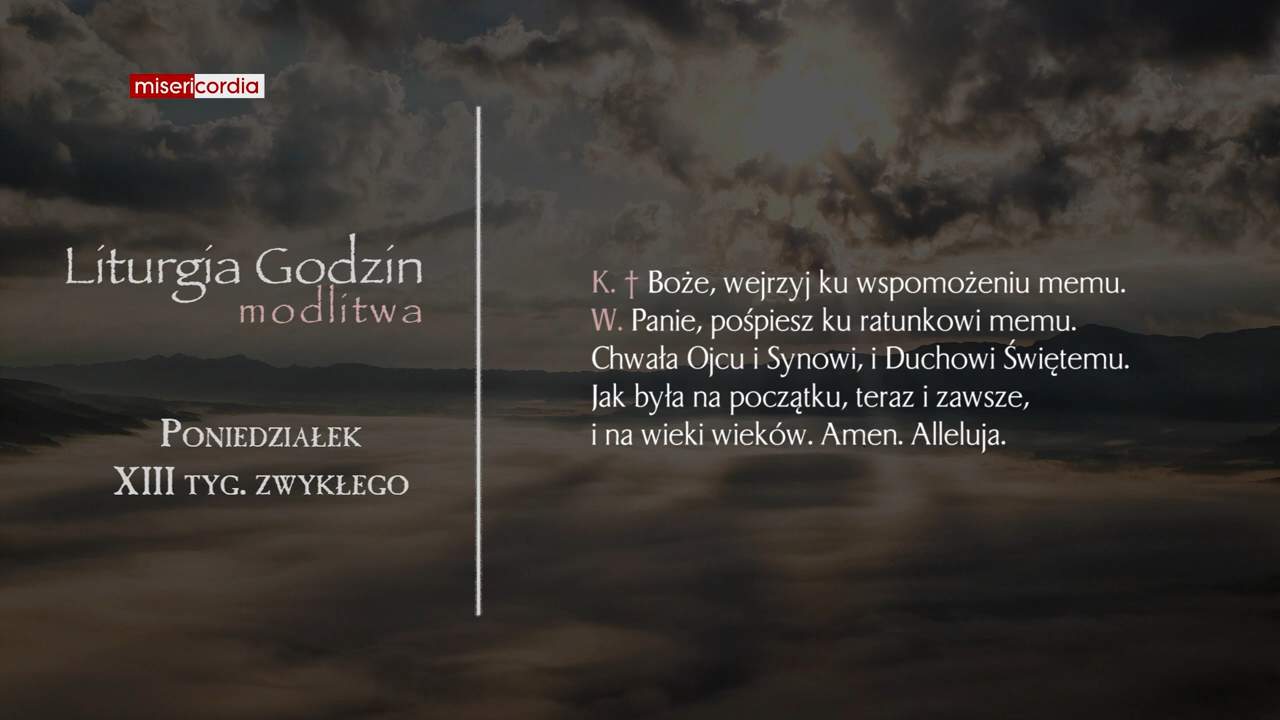 misericordia
Liturgia Godzin
modlitwa
Poniedziałek
XIII tyg. zwykłego
K. † Boże, wejrzyj ku wspomożeniu memu.
W. Panie, pośpiesz ku ratunkowi memu.
Chwała Ojcu i Synowi, i Duchowi Świętemu.
Jak była na początku, teraz i zawsze,
i na wieki wieków. Amen. Alleluja.